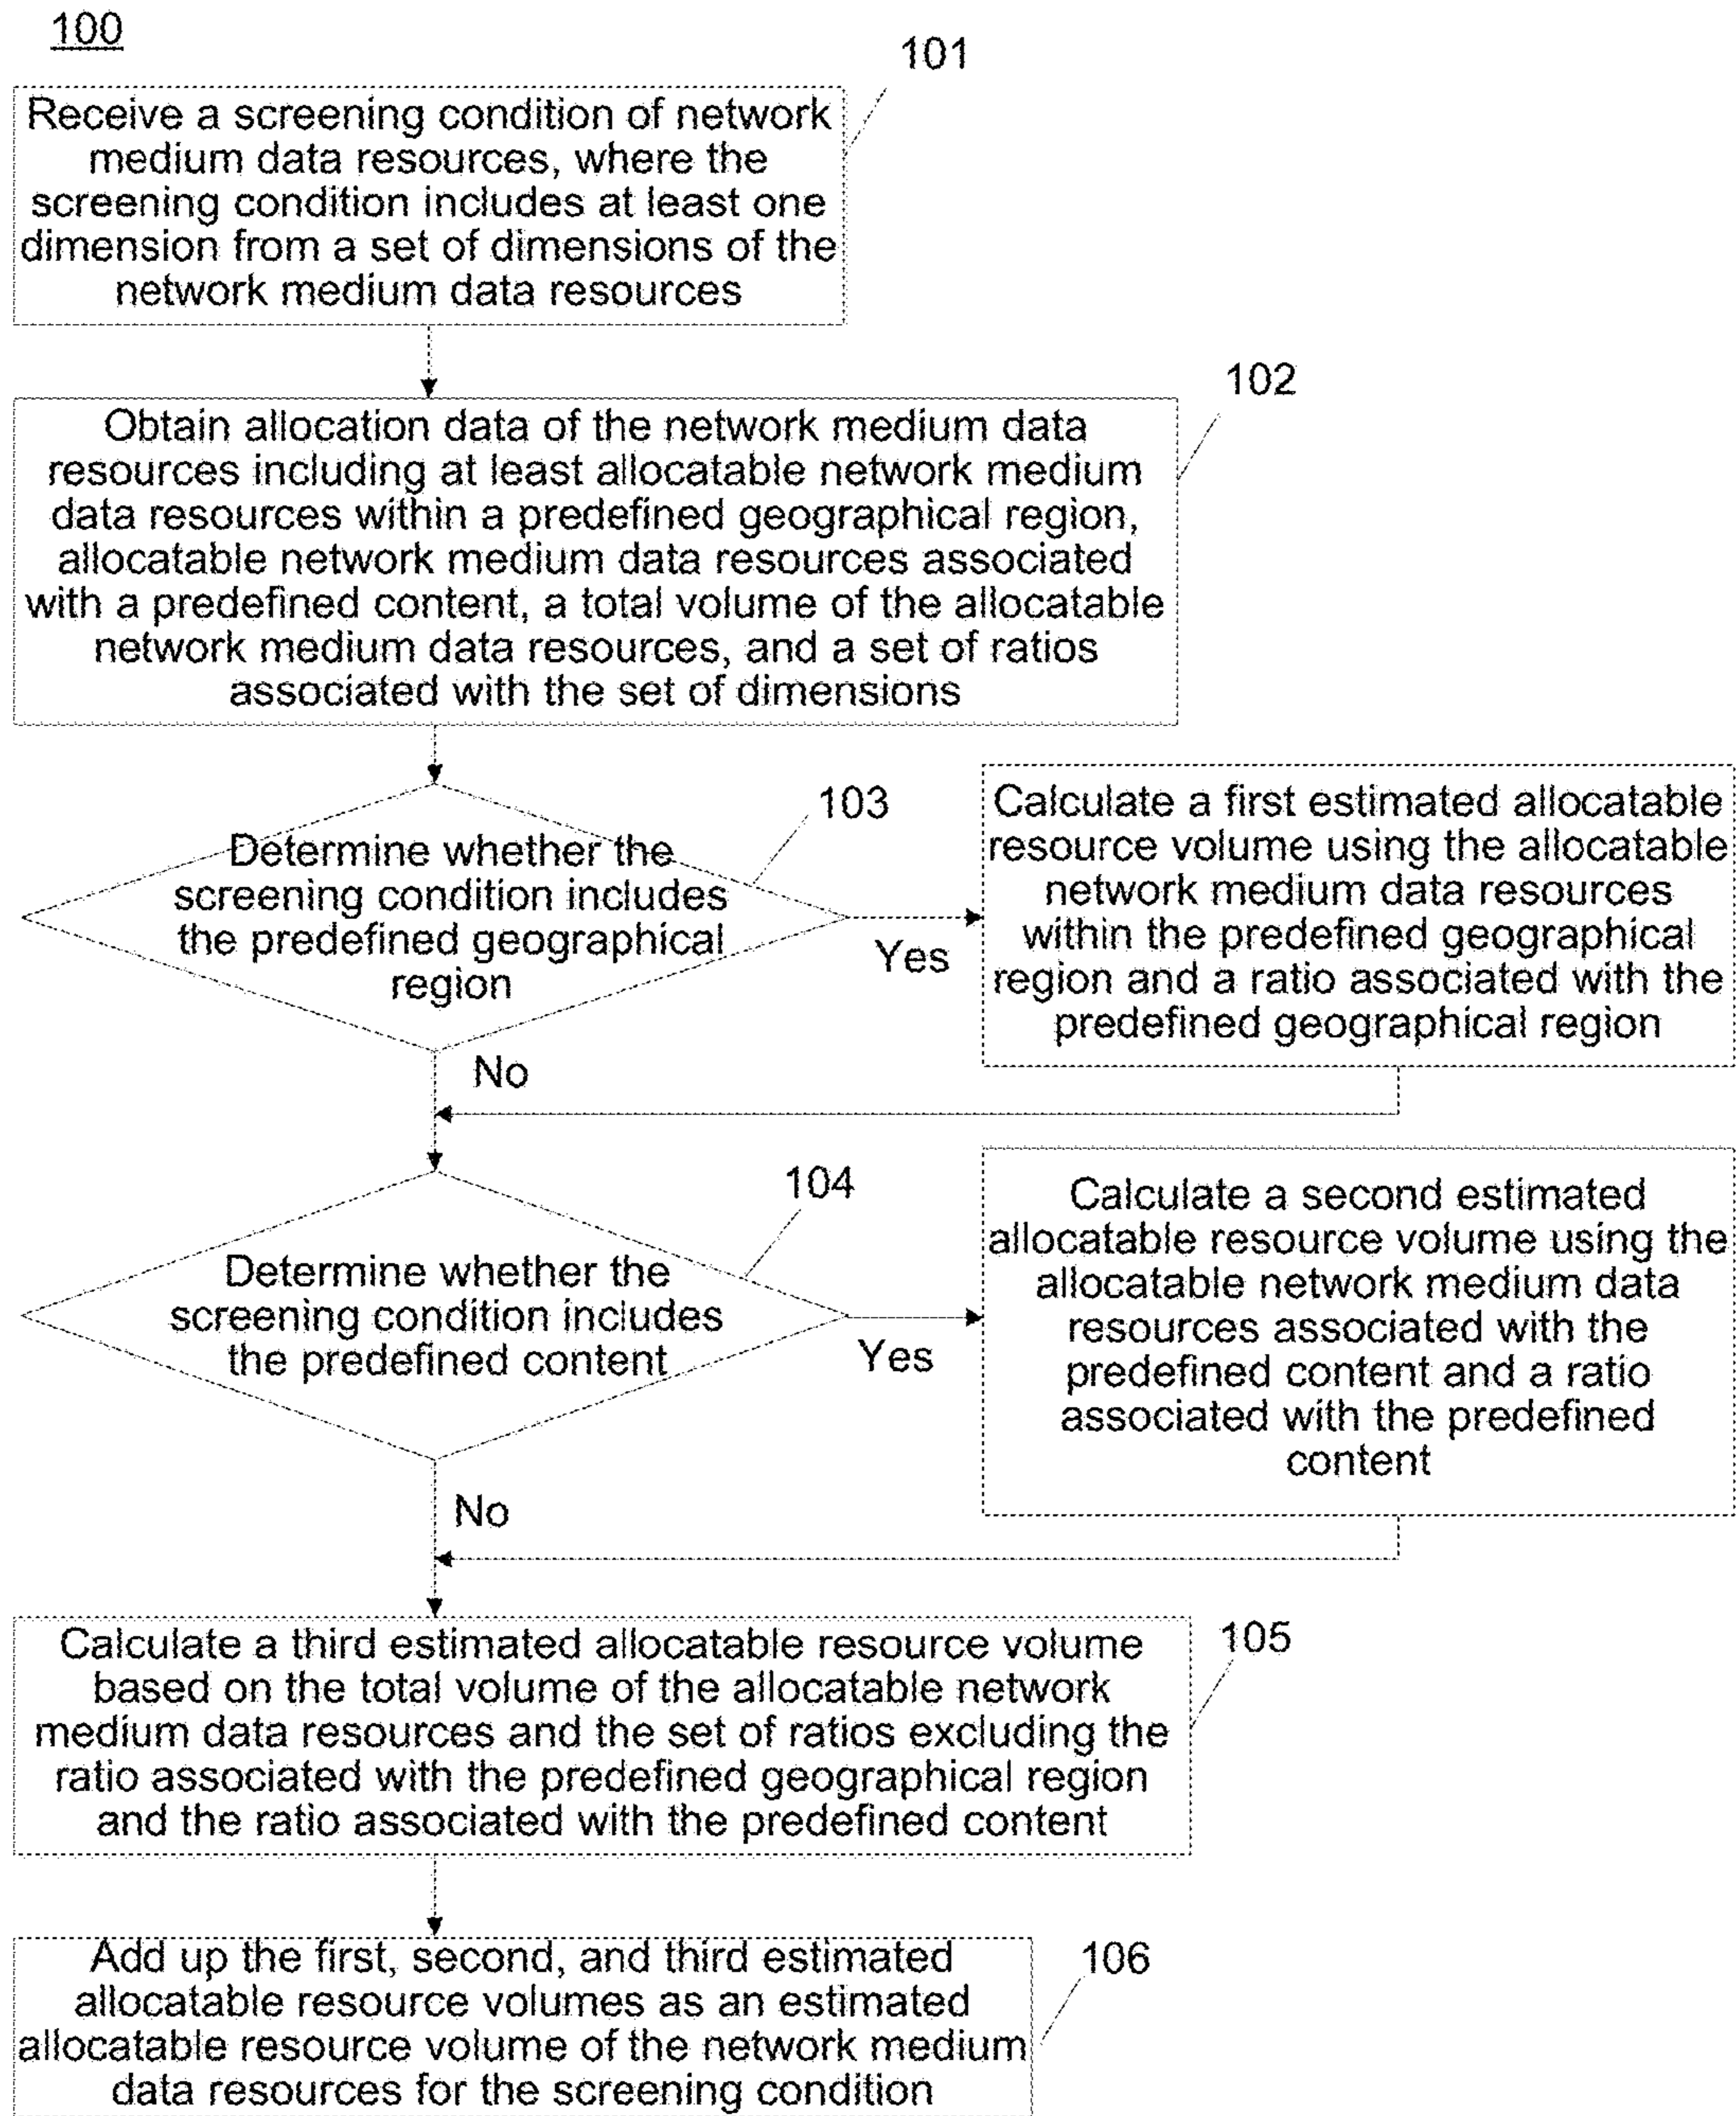 100
101
Receive a screening condition of network
medium data resources, where the
screening condition includes at least one
dimension from a set of dimensions of the
network medium data resources
102
Obtain allocation data of the network medium data
resources including at least allocatable network medium
data resources within a predefined geographical region,
allocatable network medium data resources associated
with a predefined content, a total volume of the allocatable
network medium data resources, and a set of ratios
associated with the set of dimensions
103
Determine whether the
screening condition includes
the predefined geographical
region
Yes
No
Calculate a first estimated allocatable
resource volume using the allocatable
network medium data resources
within the predefined geographical
region and a ratio associated with the
predefined geographical region
104
Determine whether the
screening condition includes
the predefined content
Yes
No
Calculate a second estimated
allocatable resource volume using the
allocatable network medium data
resources associated with the
predefined content and a ratio
associated with the predefined
content
105
Calculate a third estimated allocatable resource volume
based on the total volume of the allocatable network
medium data resources and the set of ratios excluding the
ratio associated with the predefined geographical region
and the ratio associated with the predefined content
106
Add up the first, second, and third estimated
allocatable resource volumes as an estimated
allocatable resource volume of the network medium
data resources for the screening condition